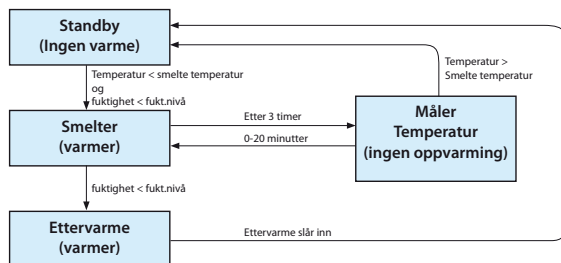 Standby
(Ingen varme)
Temperatur >
Smelte temperatur
Temperatur < smelte temperatur
og
fuktighet < fukt.nivå
Smelter
(varmer)
Etter 3 timer
0-20 minutter
Måler
Temperatur
(ingen oppvarming)
fuktighet < fukt.nivå
Ettervarme
(varmer)
Ettervarme slår inn